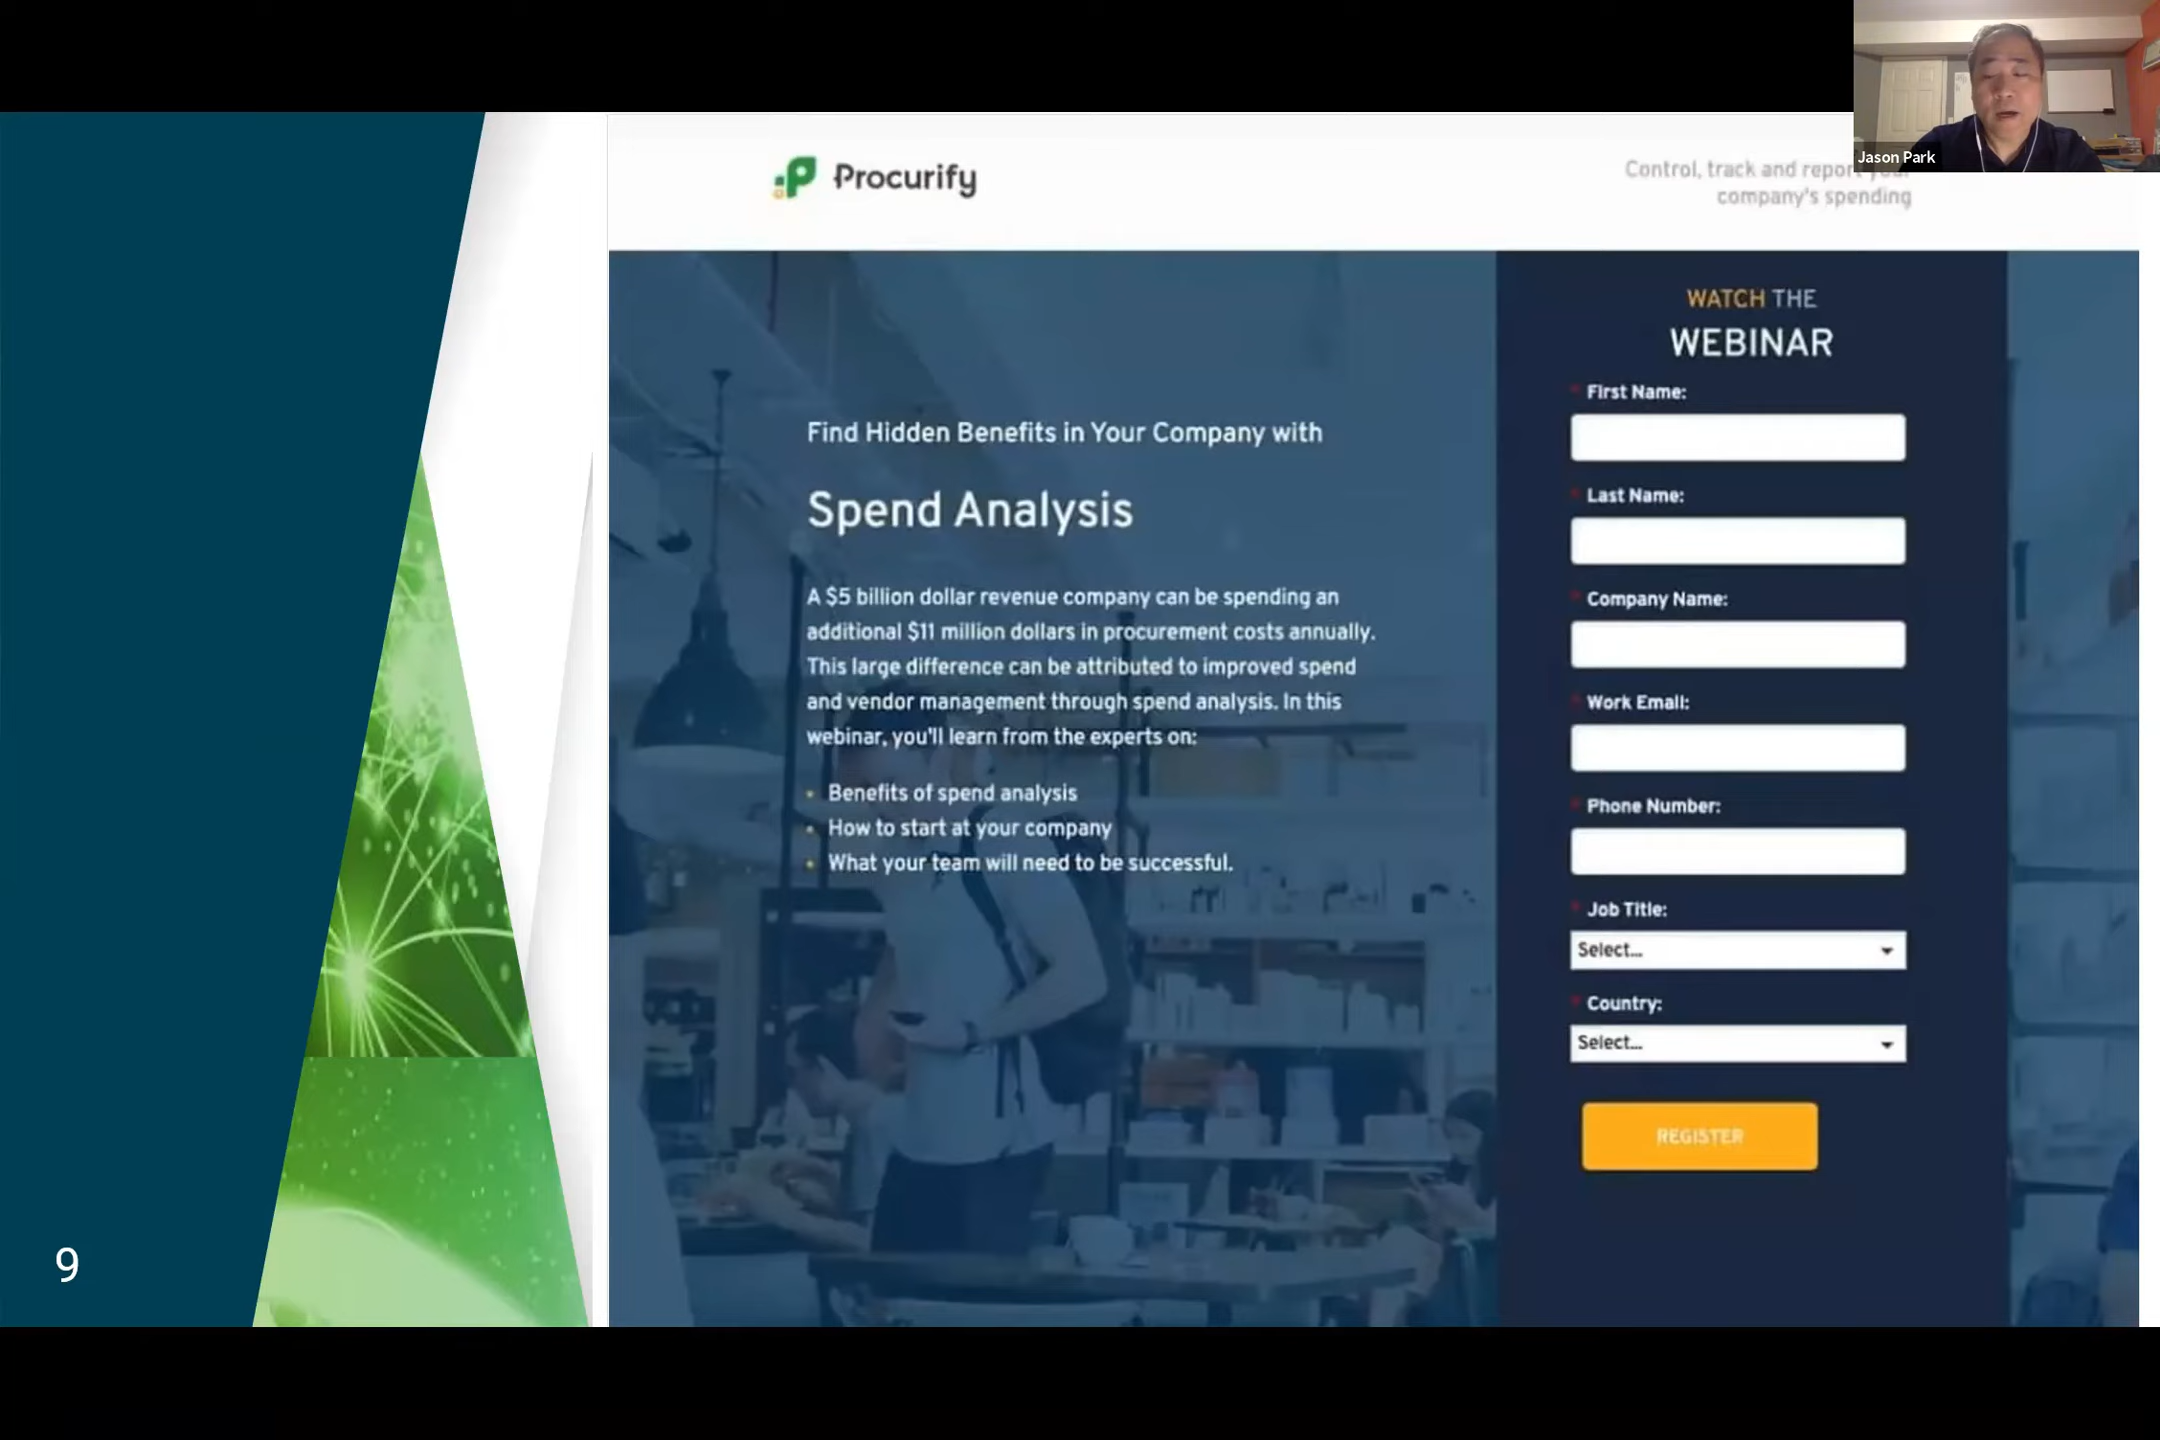 Jason Park
Procurify
Control, track and report your
company's spending
WATCH THE
WEBINAR
Find Hidden Benefits in Your Company with
Spend Analysis
A $5 billion dollar revenue company can be spending an
additional $11 million dollars in procurement costs annually.
This large difference can be attributed to improved spend
and vendor management through spend analysis. In this
webinar, you'll learn from the experts on:
• Benefits of spend analysis
• How to start at your company
• What your team will need to be successful.
* First Name:
* Last Name:
* Company Name:
* Work Email:
* Phone Number:
* Job Title:
Select...
* Country:
Select...
REGISTER
9